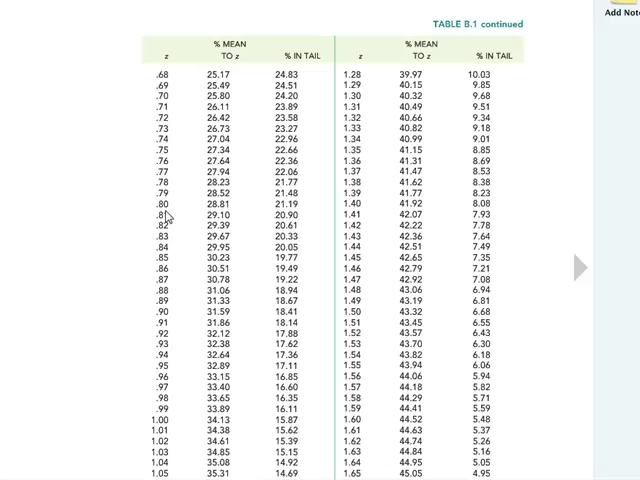 Add Note
TABLE B.1 continued
% MEAN % MEAN
z TO z % IN TAIL z TO z % IN TAIL
.68 25.17 24.83 1.28 39.97 10.03
.69 25.49 24.51 1.29 40.15 9.85
.70 25.80 24.20 1.30 40.32 9.68
.71 26.11 23.89 1.31 40.49 9.51
.72 26.42 23.58 1.32 40.66 9.34
.73 26.73 23.27 1.33 40.82 9.18
.74 27.04 22.96 1.34 40.99 9.01
.75 27.34 22.66 1.35 41.15 8.85
.76 27.64 22.36 1.36 41.31 8.69
.77 27.94 22.06 1.37 41.47 8.53
.78 28.23 21.77 1.38 41.62 8.38
.79 28.52 21.48 1.39 41.77 8.23
.80 28.81 21.19 1.40 41.92 8.08
.81 29.10 20.90 1.41 42.07 7.93
.82 29.39 20.61 1.42 42.22 7.78
.83 29.67 20.33 1.43 42.36 7.64
.84 29.95 20.05 1.44 42.51 7.49
.85 30.23 19.77 1.45 42.65 7.35
.86 30.51 19.49 1.46 42.79 7.21
.87 30.78 19.22 1.47 42.92 7.08
.88 31.06 18.94 1.48 43.06 6.94
.89 31.33 18.67 1.49 43.19 6.81
.90 31.59 18.41 1.50 43.32 6.68
.91 31.86 18.14 1.51 43.45 6.55
.92 32.12 17.88 1.52 43.57 6.43
.93 32.38 17.62 1.53 43.70 6.30
.94 32.64 17.36 1.54 43.82 6.18
.95 32.89 17.11 1.55 43.94 6.06
.96 33.15 16.85 1.56 44.06 5.94
.97 33.40 16.60 1.57 44.18 5.82
.98 33.65 16.35 1.58 44.29 5.71
.99 33.89 16.11 1.59 44.41 5.59
1.00 34.13 15.87 1.60 44.52 5.48
1.01 34.38 15.62 1.61 44.63 5.37
1.02 34.61 15.39 1.62 44.74 5.26
1.03 34.85 15.15 1.63 44.84 5.16
1.04 35.08 14.92 1.64 44.95 5.05
1.05 35.31 14.69 1.65 45.05 4.95